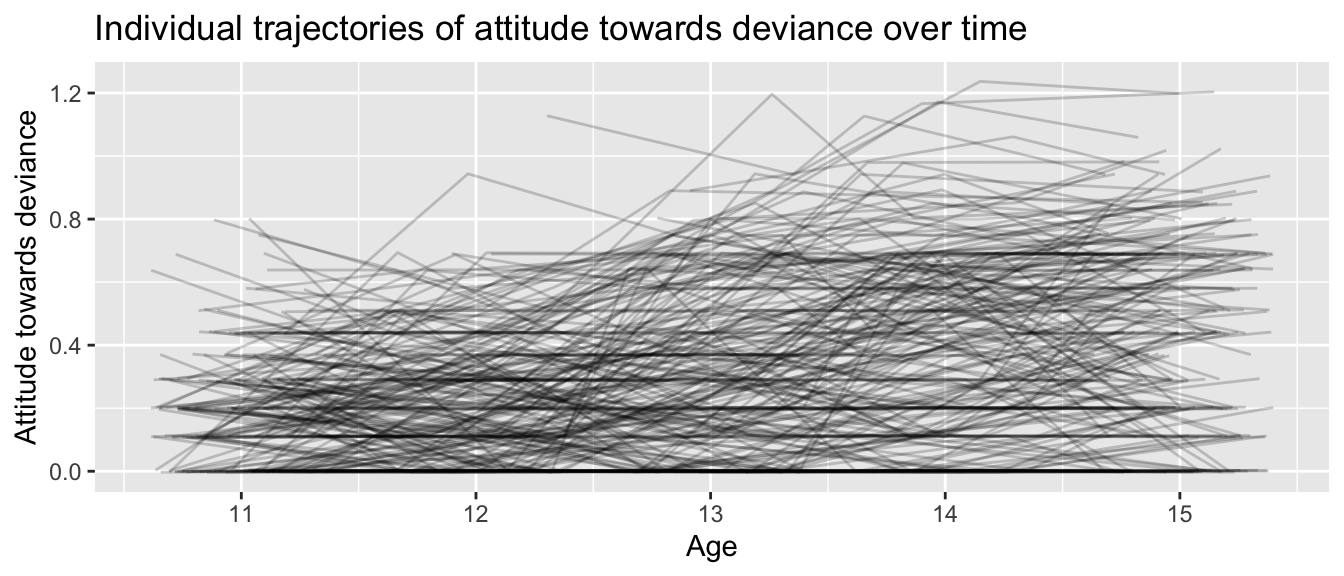 Individual trajectories of attitude towards deviance over time
Attitude towards deviance
1.2
0.8
0.4
0.0
11 12 13 14 15
Age